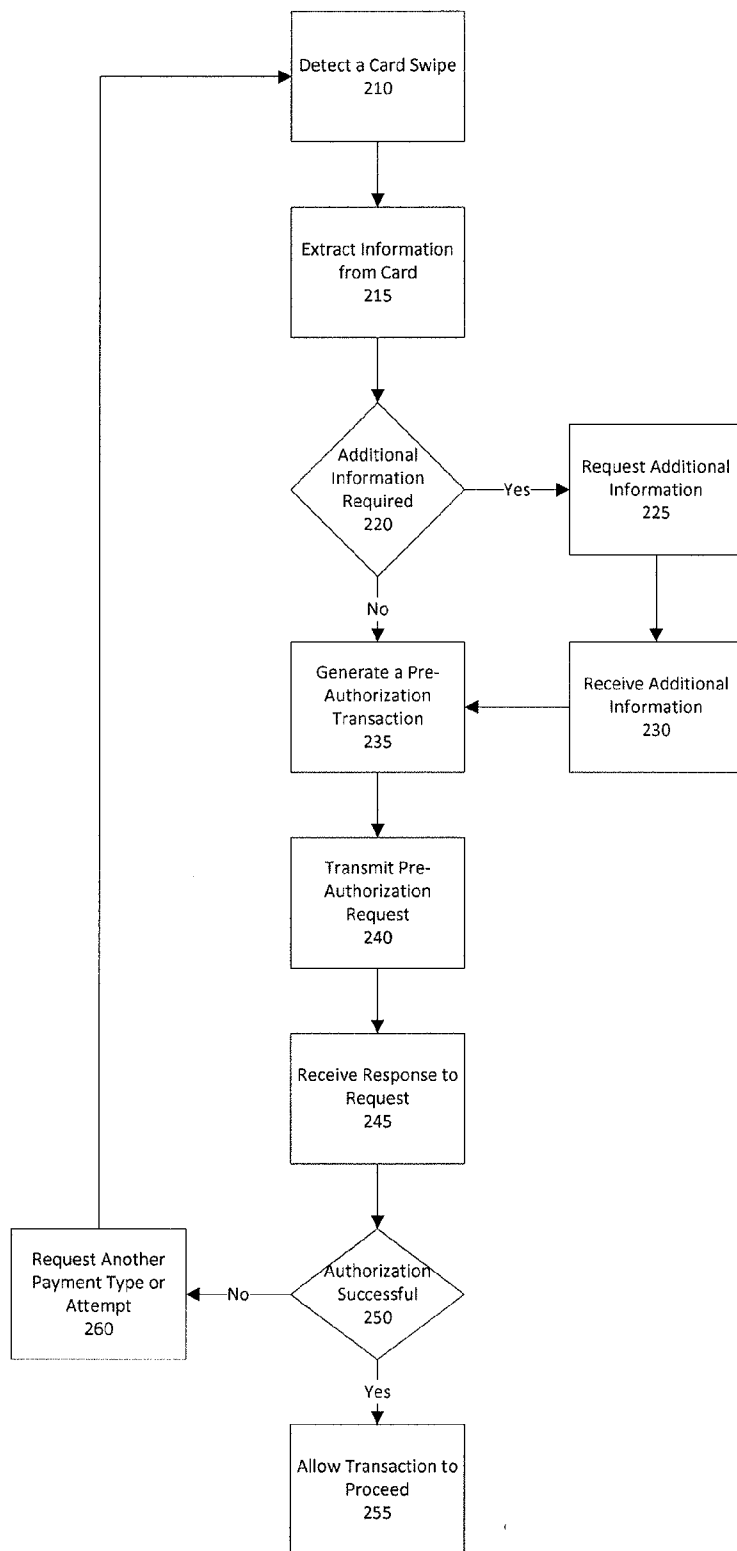 Detect a Card Swipe
210
Extract Information
from Card
215
Additional
Information
Required
220
Yes
Request Additional
Information
225
No
Generate a Pre-
Authorization
Transaction
235
Receive Additional
Information
230
Transmit Pre-
Authorization
Request
240
Receive Response to
Request
245
Request Another
Payment Type or
Attempt
260
No
Authorization
Successful
250
Yes
Allow Transaction to
Proceed
255